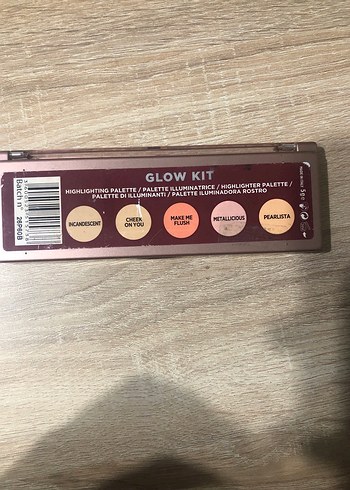 GLOW KIT
HIGHLIGHTING PALETTE / PALETTE ILLUMINATRICE / HIGHLIGHTER PALETTE /
PALETTE DI ILLUMINANTI / PALETTE ILUMINADORA ROSTRO
INCANDESCENT
CHEEK
ON YOU
MAKE ME
FLUSH
METALLICIOUS
PEARLISTA
Batch n° 26P60B